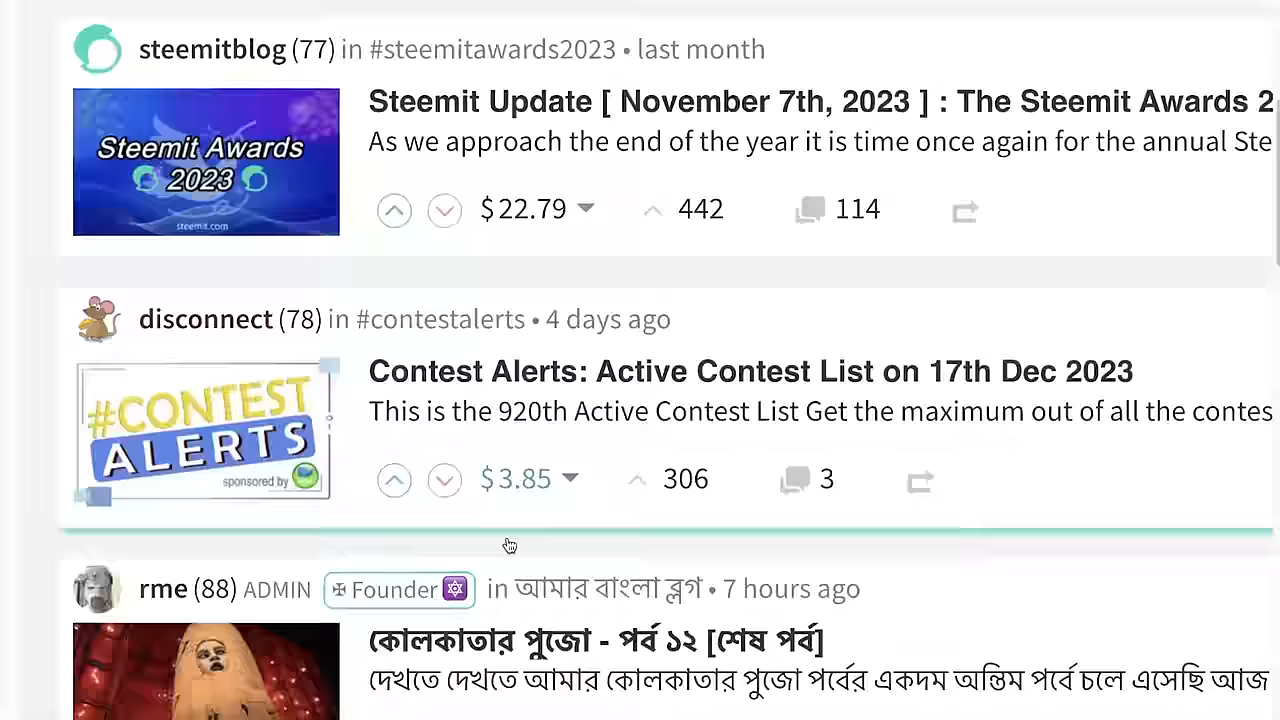 steemitblog (77) in #steemitawards2023 • last month
Steemit Awards
2023
steemit.com
Steemit Update [ November 7th, 2023 ] : The Steemit Awards 2
As we approach the end of the year it is time once again for the annual Ste
$22.79 442 114
disconnect (78) in #contestalerts • 4 days ago
#CONTEST
ALERTS
sponsored by
Contest Alerts: Active Contest List on 17th Dec 2023
This is the 920th Active Contest List Get the maximum out of all the contes
$3.85 306 3
rme (88) ADMIN ✠ Founder 🔯 in আমার বাংলা ব্লগ • 7 hours ago
কোলকাতার পুজো - পর্ব ১২ [শেষ পর্ব]
দেখতে দেখতে আমার কোলকাতার পুজো পর্বের একদম অন্তিম পর্বে চলে এসেছি আজ